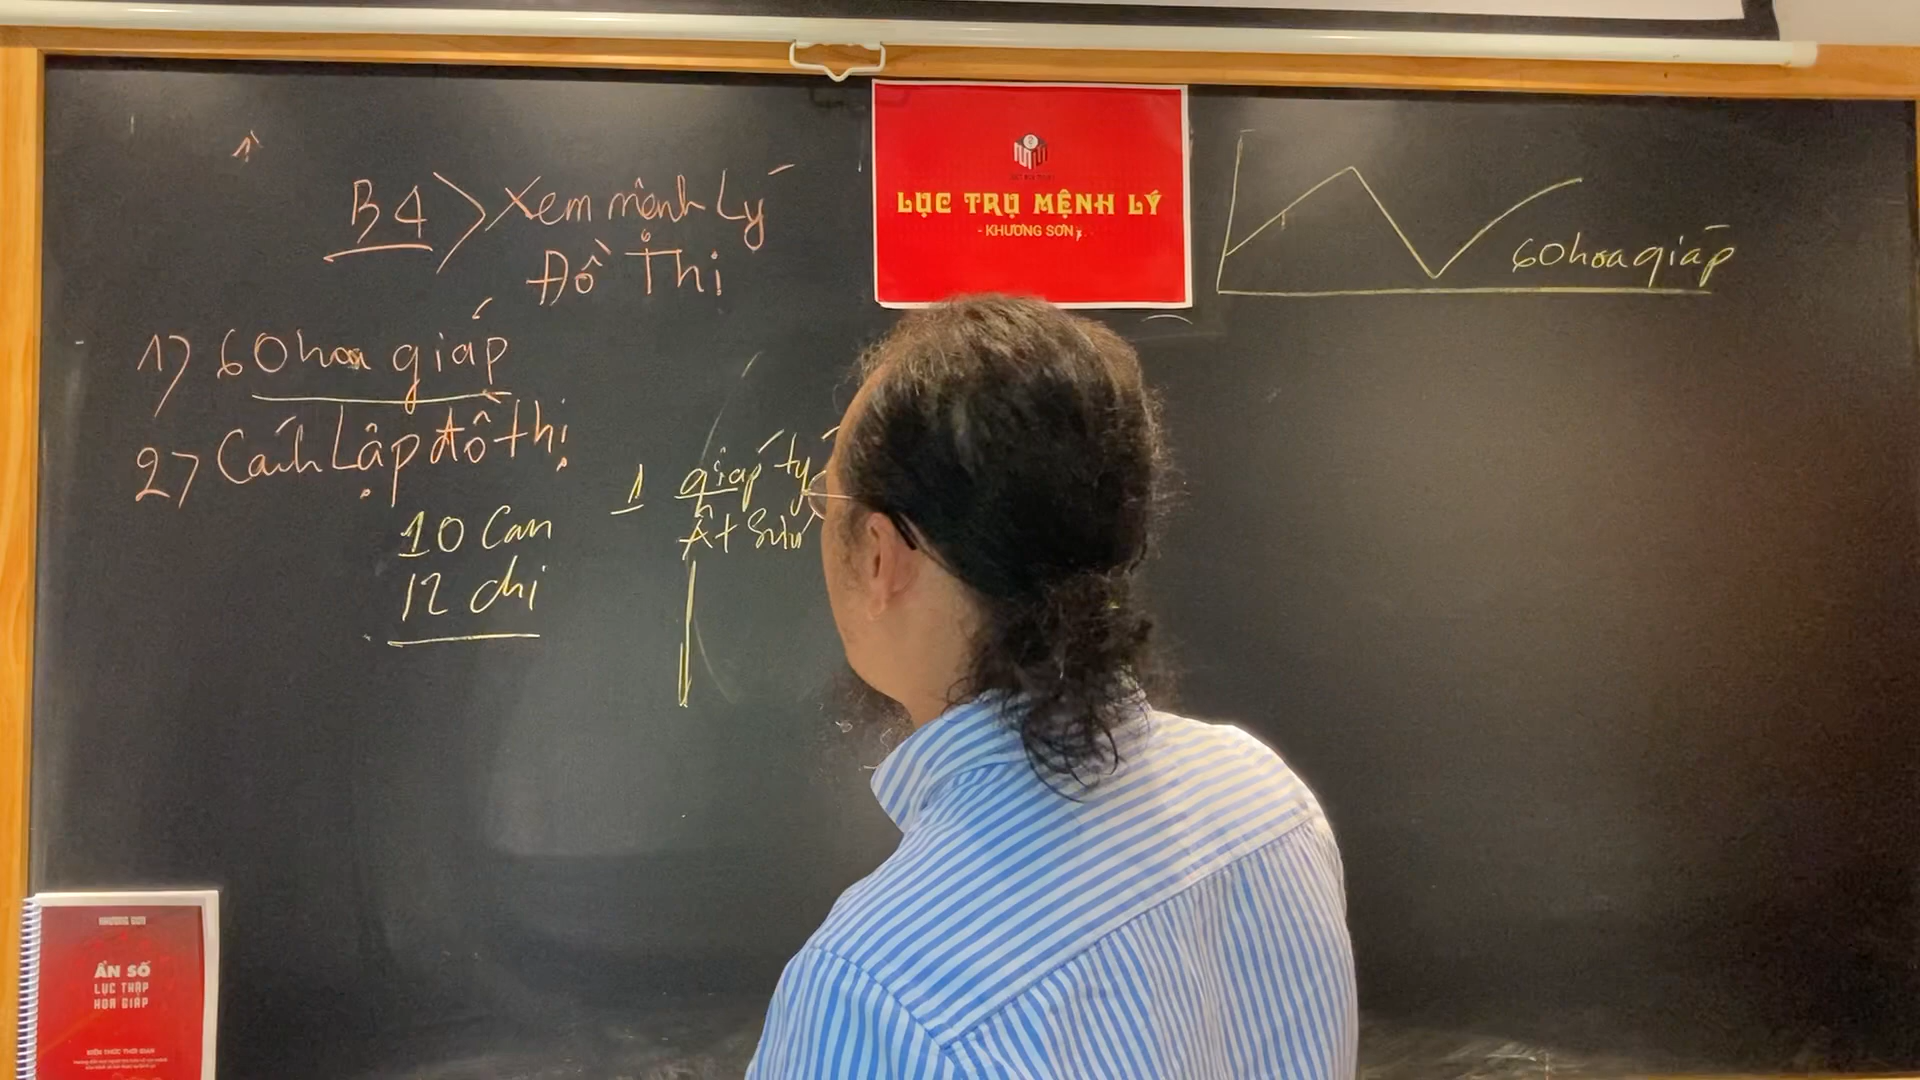 B4 > Xem mệnh Lý
Đồ Thị
1) 60 hoa giáp
2) Cách Lập đồ thị
10 Can
12 chi
1 giáp tý
Ất Sửu
LỤC TRỤ MỆNH LÝ
- KHƯƠNG SƠN -
60 hoa giáp
KHƯƠNG SƠN
ẨN SỐ
LỤC THẬP
HOA GIÁP